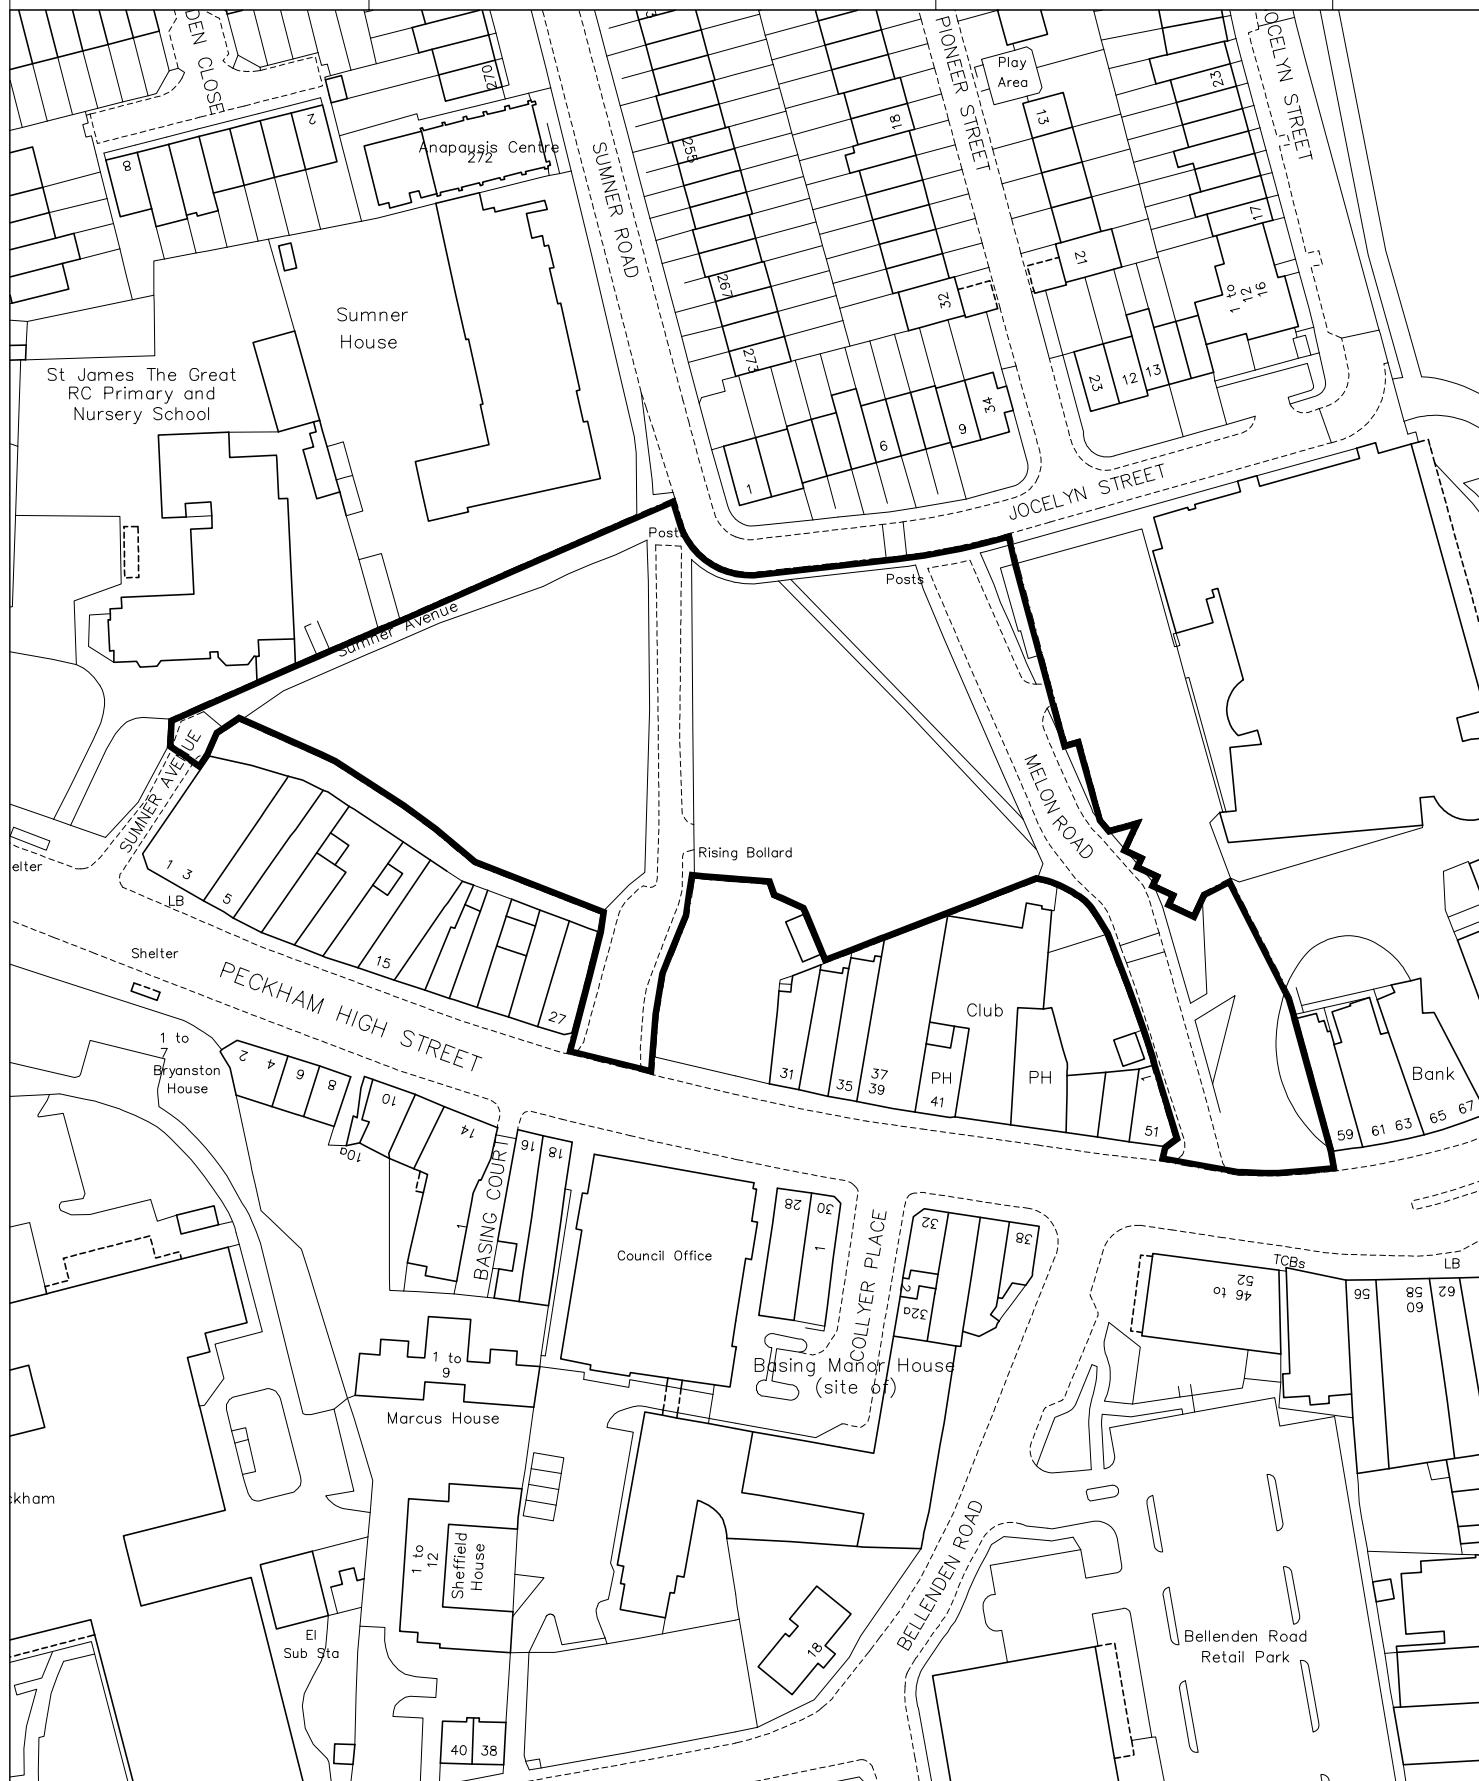 DEN CLOSE
270
PIONEER STREET
Play
Area
JOCELYN STREET
23
2
8
Anapausis Centre
272
SUMNER ROAD
255
18
13
17
21
267
32
1 to
12
16
Sumner
House
273
St James The Great
RC Primary and
Nursery School
23
12
13
34
9
6
1
JOCELYN STREET
Posts
Sumner Avenue
SUMNER AVENUE
MELON ROAD
Rising Bollard
elter
1
3
5
LB
15
27
Shelter
PECKHAM HIGH STREET
Club
1 to
7
Bryanston
House
2
4
6
8
10
10a
14
31
35
37
39
PH
41
PH
1
51
Bank
59
61
63
65
67
16
18
BASING COURT
1
Council Office
28
30
1
COLLYER PLACE
32
38
2
32a
TCBs
LB
46 to
52
56
58
60
62
Basing Manor House
(site of)
1 to
9
Marcus House
ckham
1 to
12
Sheffield
House
BELLENDEN ROAD
El
Sub Sta
18
Bellenden Road
Retail Park
40
38